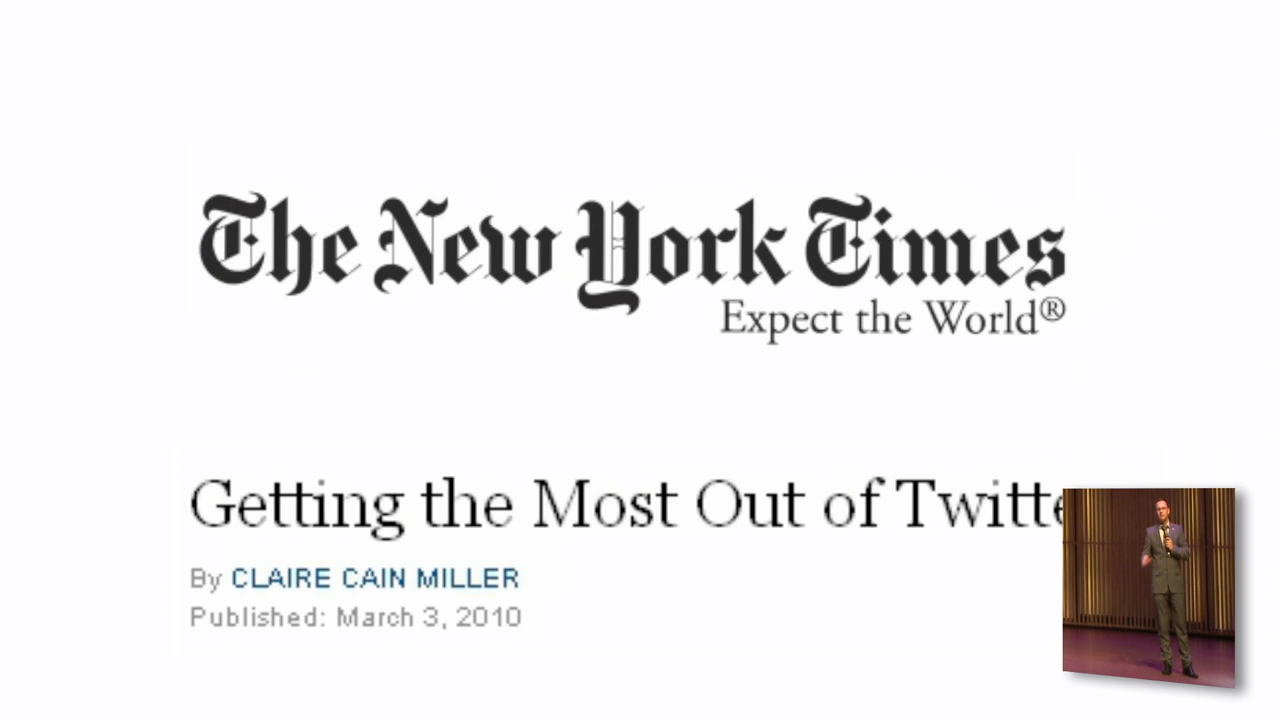 The New York Times
Expect the World®
Getting the Most Out of Twitte
By CLAIRE CAIN MILLER
Published: March 3, 2010